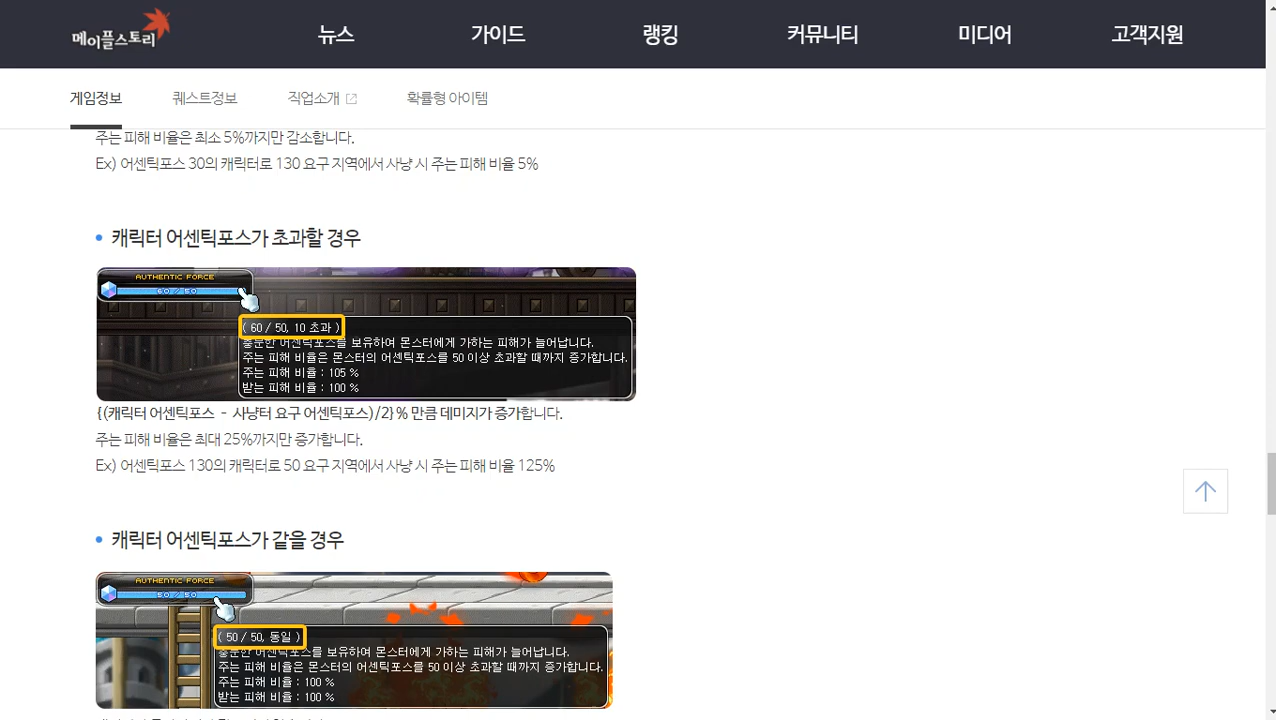 메이플스토리
뉴스 가이드 랭킹 커뮤니티 미디어 고객지원
게임정보 퀘스트정보 직업소개 확률형 아이템
주는 피해 비율은 최소 5%까지만 감소합니다.
Ex) 어센틱포스 30의 캐릭터로 130 요구 지역에서 사냥 시 주는 피해 비율 5%
• 캐릭터 어센틱포스가 초과할 경우
AUTHENTIC FORCE
60 / 50
( 60 / 50, 10 초과 )
충분한 어센틱포스를 보유하여 몬스터에게 가하는 피해가 늘어납니다.
주는 피해 비율은 몬스터의 어센틱포스를 50 이상 초과할 때까지 증가합니다.
주는 피해 비율 : 105 %
받는 피해 비율 : 100 %
{(캐릭터 어센틱포스 - 사냥터 요구 어센틱포스)/2}% 만큼 데미지가 증가합니다.
주는 피해 비율은 최대 25%까지만 증가합니다.
Ex) 어센틱포스 130의 캐릭터로 50 요구 지역에서 사냥 시 주는 피해 비율 125%
• 캐릭터 어센틱포스가 같을 경우
AUTHENTIC FORCE
50 / 50
( 50 / 50, 동일 )
충분한 어센틱포스를 보유하여 몬스터에게 가하는 피해가 늘어납니다.
주는 피해 비율은 몬스터의 어센틱포스를 50 이상 초과할 때까지 증가합니다.
주는 피해 비율 : 100 %
받는 피해 비율 : 100 %